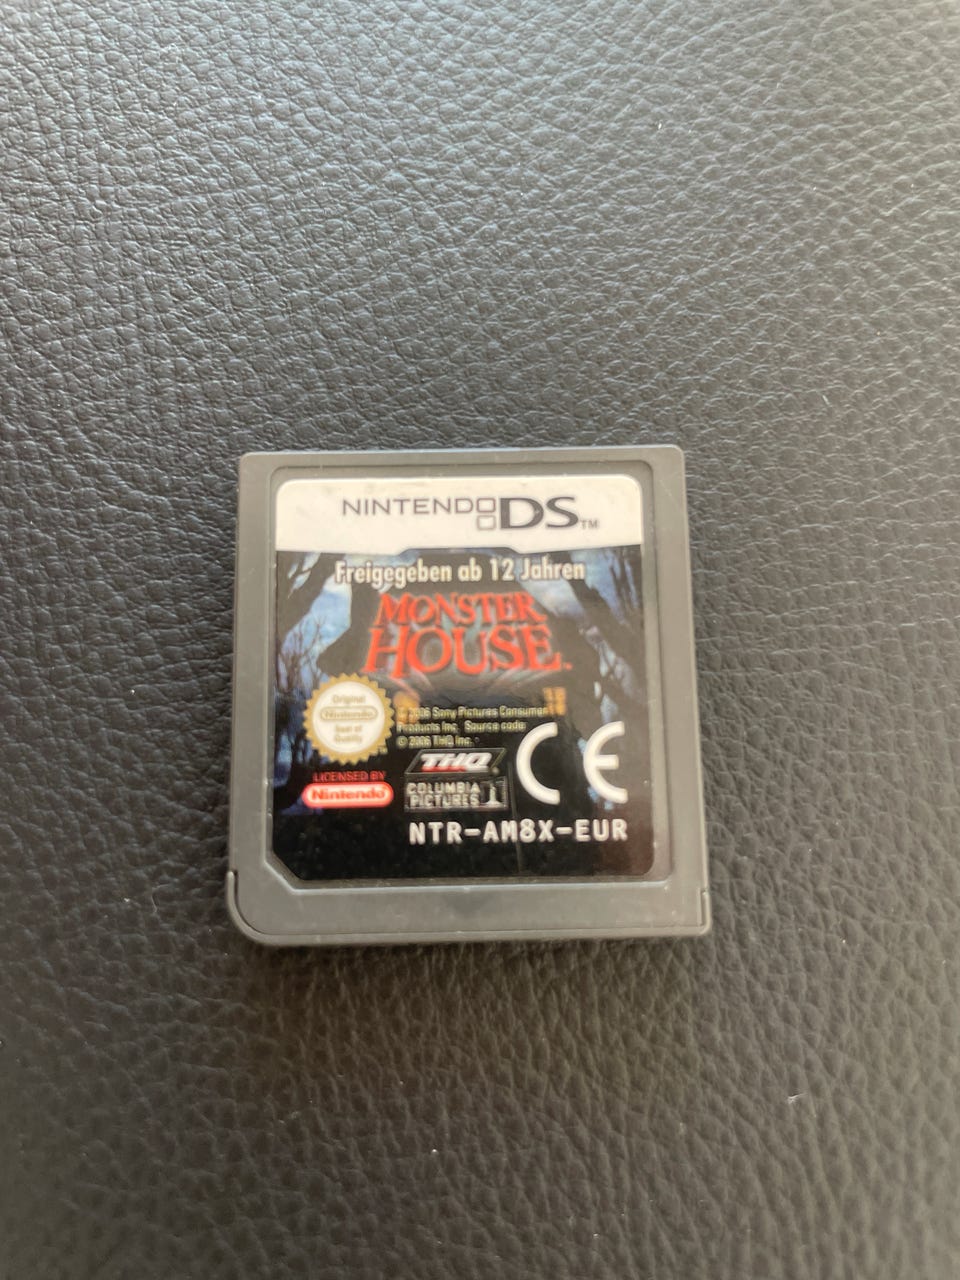 NINTENDO DS™
Freigegeben ab 12 Jahren
MONSTER
HOUSE™
Original
Nintendo
Seal of
Quality
© 2006 Sony Pictures Consumer
Products Inc. Source code
© 2006 THQ Inc.
THQ
LICENSED BY
Nintendo
COLUMBIA
PICTURES
CE
NTR-AM8X-EUR